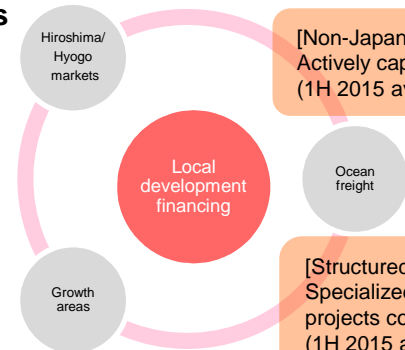 s
Hiroshima/
Hyogo
markets
[Non-Japan
Actively cap
(1H 2015 av
Local
development
financing
Ocean
freight
Growth
areas
[Structured
Specialized
projects co
(1H 2015 a